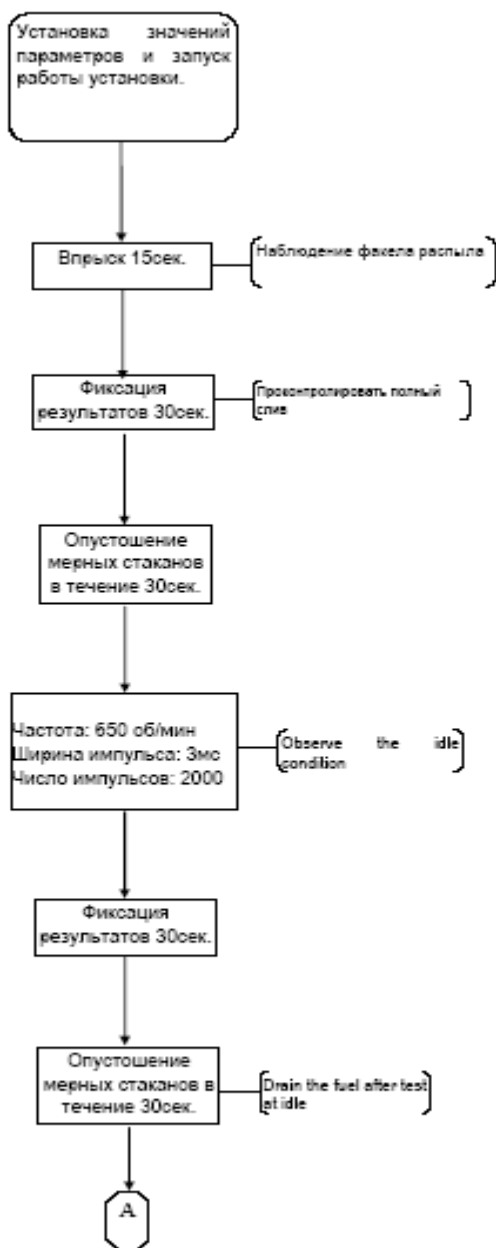 Установка значений
параметров и запуск
работы установки.
Впрыск 15сек.
Наблюдение факела распыла
Фиксация
результатов 30сек.
Проконтролировать полный
слив
Опустошение
мерных стаканов
в течение 30сек.
Частота: 650 об/мин
Ширина импульса: 3мс
Число импульсов: 2000
Observe the idle
condition
Фиксация
результатов 30сек.
Опустошение
мерных стаканов в
течение 30сек.
Drain the fuel after test
at idle
A